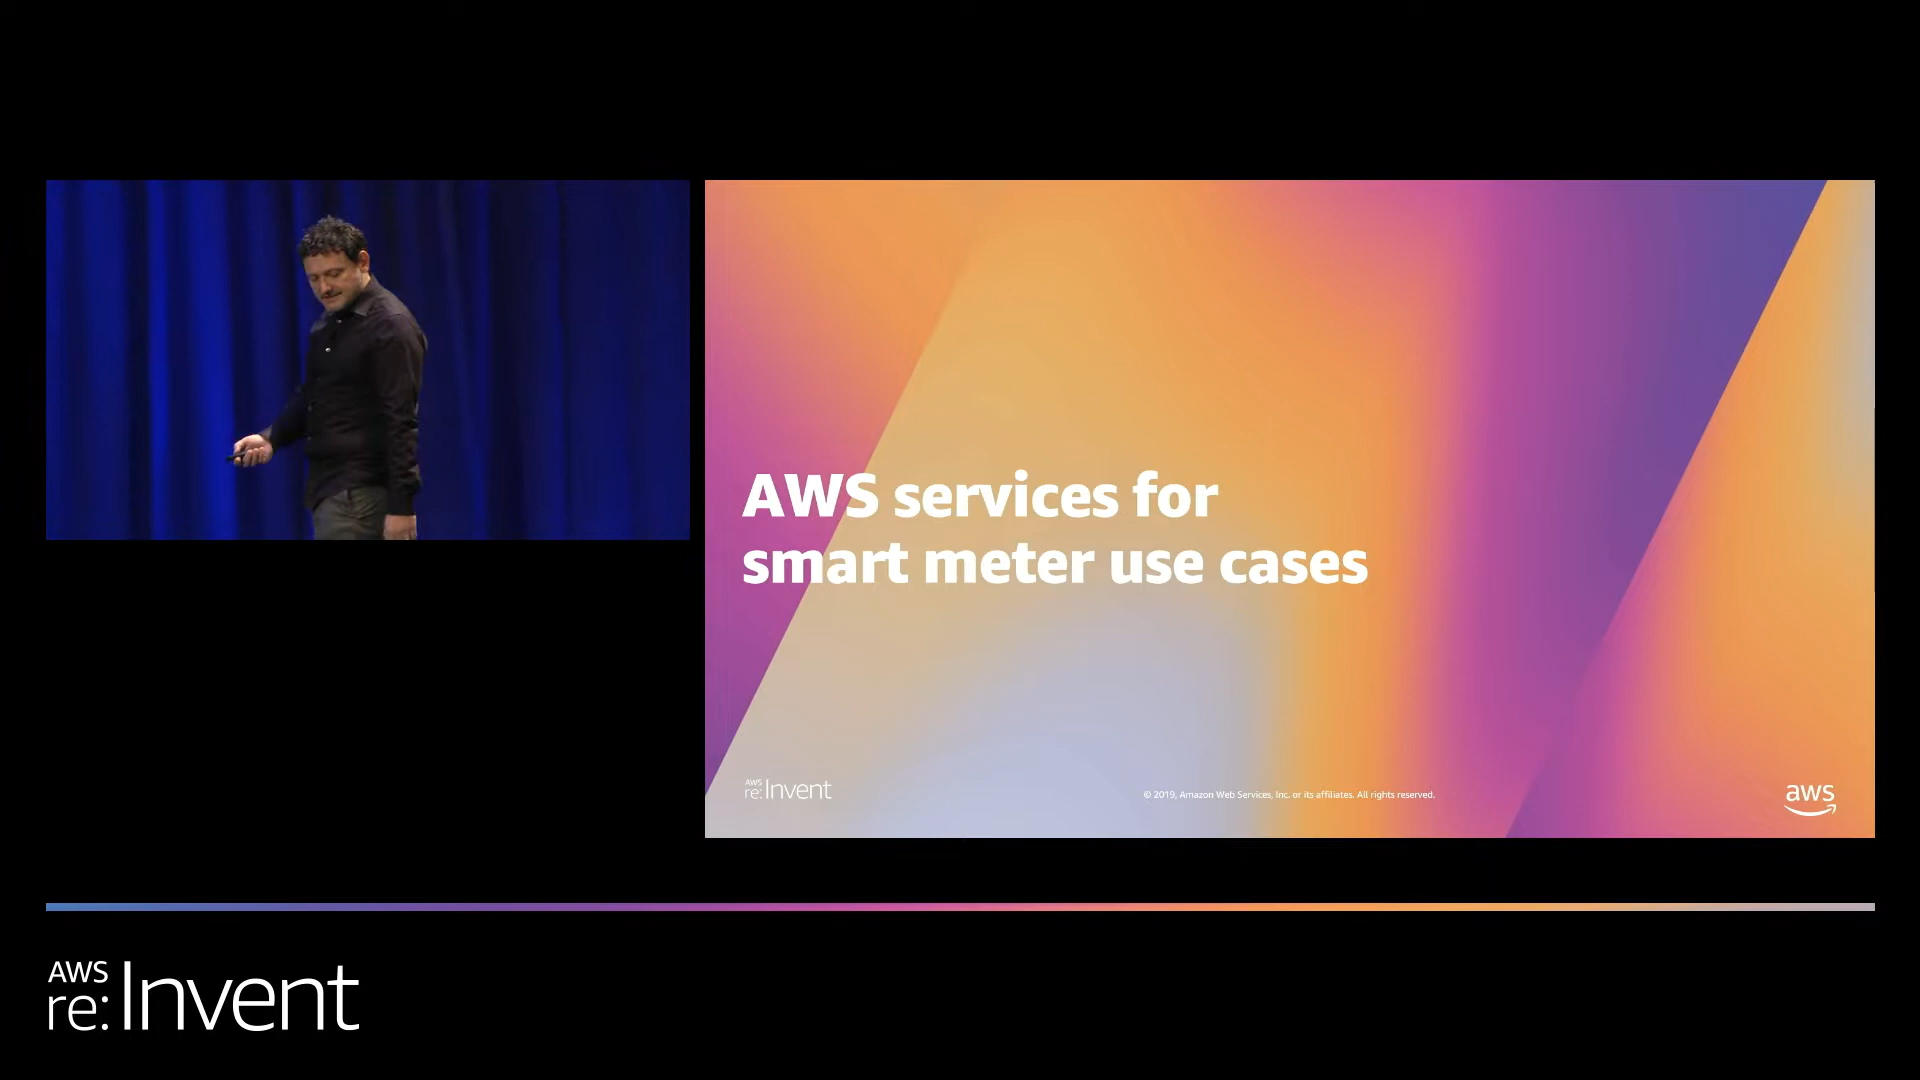 AWS services for
smart meter use cases
AWS
re:Invent
© 2019, Amazon Web Services, Inc. or its affiliates. All rights reserved.
aws
AWS
re:Invent